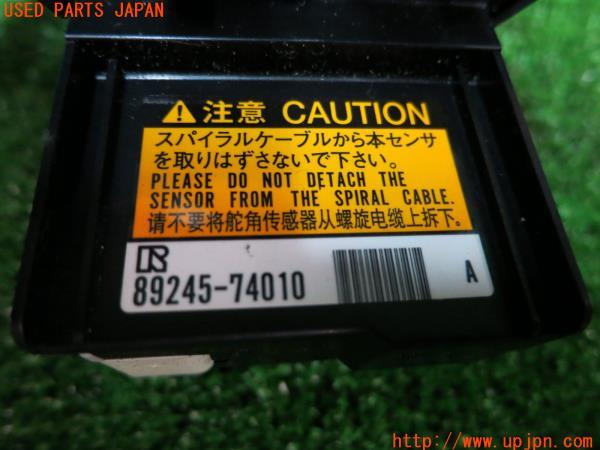 USED PARTS JAPAN
注意 CAUTION
スパイラルケーブルから本センサ
を取りはずさないで下さい。
PLEASE DO NOT DETACH THE
SENSOR FROM THE SPIRAL CABLE.
请不要将舵角传感器从螺旋电缆上拆下。
89245-74010 A
http://www.upjpn.com/